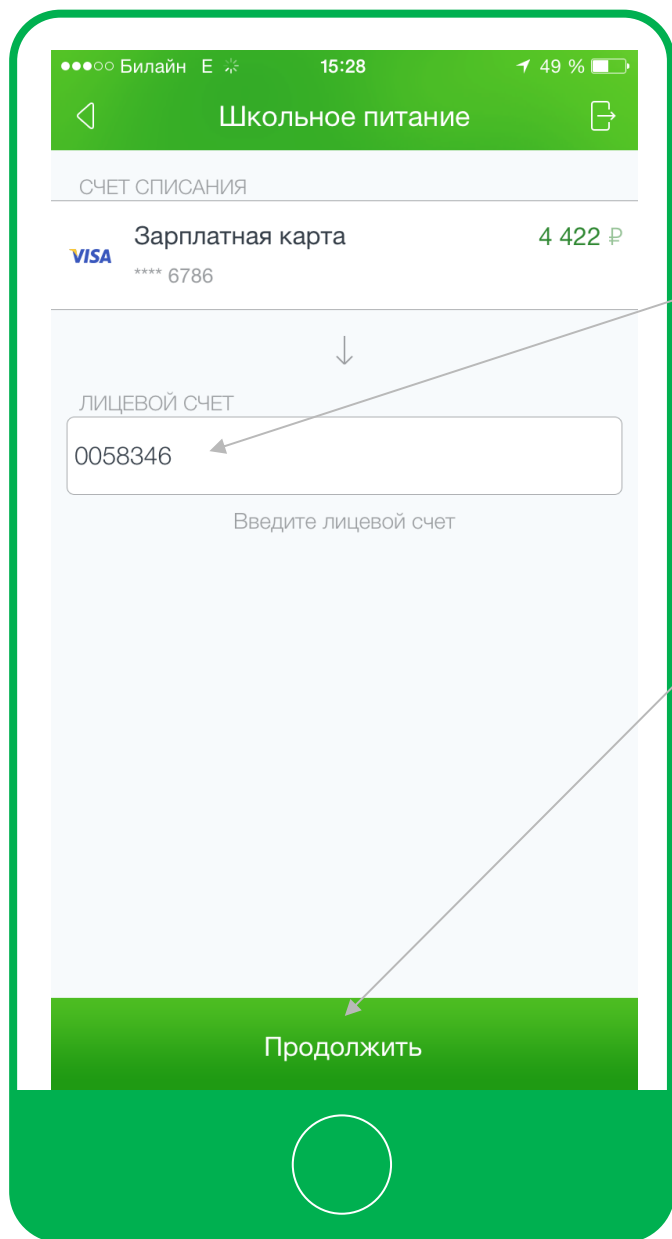 ●●●○○ Билайн E 15:28 49 %
Школьное питание
СЧЕТ СПИСАНИЯ
VISA Зарплатная карта 4 422 ₽
**** 6786
ЛИЦЕВОЙ СЧЕТ
0058346
Введите лицевой счет
Продолжить